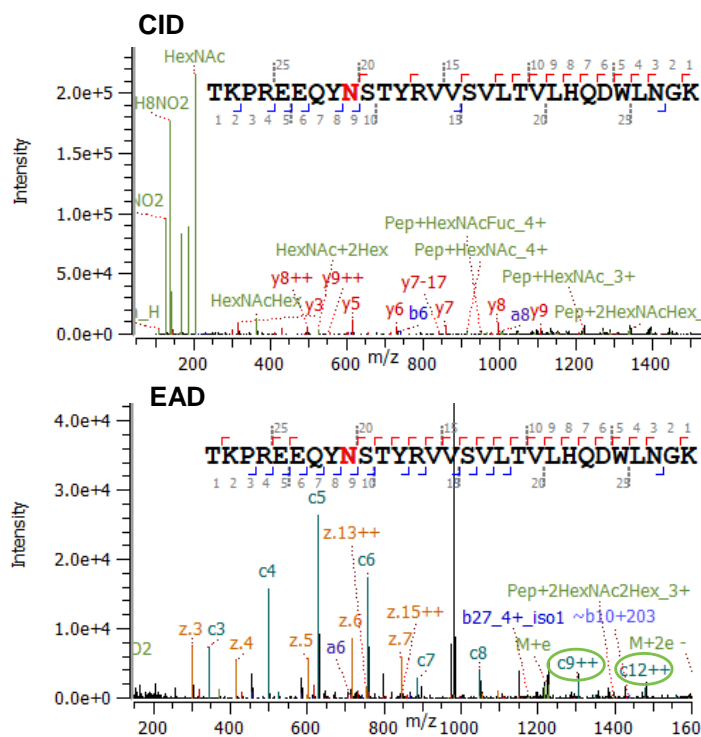 CID
HexNAc
25 20 15 10 9 8 7 6 5 4 3 2 1
TKPREEQYNSTYRVVSVLTVLHQDWLNGK
1 2 3 4 5 6 7 8 9 10 15 20 25
H8NO2
NO2
Pep+HexNAcFuc_4+
HexNAc+2Hex
Pep+HexNAc_4+
y8++ y9++
y7-17
Pep+HexNAc_3+
HexNAcHex
y3
y5
y6
b6
y7
y8
a8
y9
Pep+2HexNAcHex_
_H
Intensity
2.0e+5
1.5e+5
1.0e+5
5.0e+4
0.0e+0
200 400 600 800 1000 1200 1400
m/z
EAD
25 20 15 10 9 8 7 6 5 4 3 2 1
TKPREEQYNSTYRVVSVLTVLHQDWLNGK
1 2 3 4 5 6 7 8 9 10 15 20 25
c5
z.13++
c4
c6
Pep+2HexNAc2Hex_3+
z.15++
b27_4+_iso1
~b10+203
z.3
c3
z.4
z.5
a6
z.6
z.7
c7
c8
M+e
c9++
M+2e -
c12++
O2
Intensity
4.0e+4
3.0e+4
2.0e+4
1.0e+4
0.0e+0
200 400 600 800 1000 1200 1400 1600
m/z